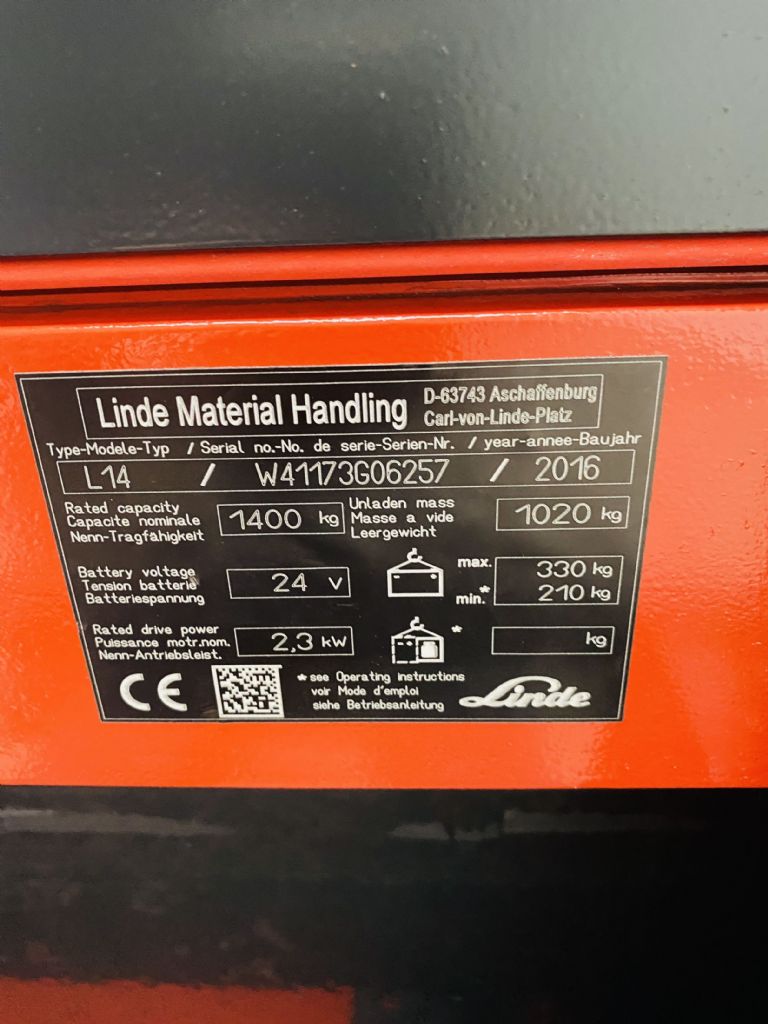 Linde Material Handling
D-63743 Aschaffenburg
Carl-von-Linde-Platz
Type-Modele-Typ / Serial no.-No. de serie-Serien-Nr. / year-annee-Baujahr
L14 / W41173G06257 / 2016
Rated capacity
Capacite nominale
Nenn-Tragfähigkeit
1400 kg
Unladen mass
Masse a vide
Leergewicht
1020 kg
Battery voltage
Tension batterie
Batteriespannung
24 v
max. 330 kg
min.* 210 kg
Rated drive power
Puissance motr.nom.
Nenn-Antriebsleist.
2,3 kW
* kg
CE
* see Operating instructions
voir Mode d'emploi
siehe Betriebsanleitung
Linde